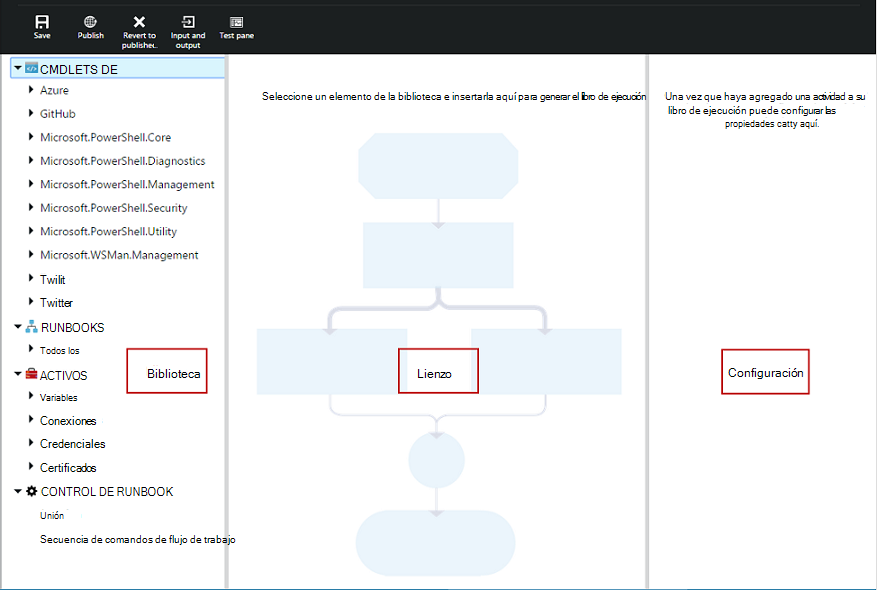 Save
Publish
Revert to
publishe..
Input and
output
Test pane
CMDLETS DE
Azure
GitHub
Microsoft.PowerShell.Core
Microsoft.PowerShell.Diagnostics
Microsoft.PowerShell.Management
Microsoft.PowerShell.Security
Microsoft.PowerShell.Utility
Microsoft.WSMan.Management
Twilit
Twitter
RUNBOOKS
Todos los
ACTIVOS
Variables
Conexiones
Credenciales
Certificados
CONTROL DE RUNBOOK
Unión
Secuencia de comandos de flujo de trabajo
Biblioteca
Seleccione un elemento de la biblioteca e insertarla aquí para generar el libro de ejecución
Lienzo
Una vez que haya agregado una actividad a su
libro de ejecución puede configurar las
propiedades catty aquí.
Configuración